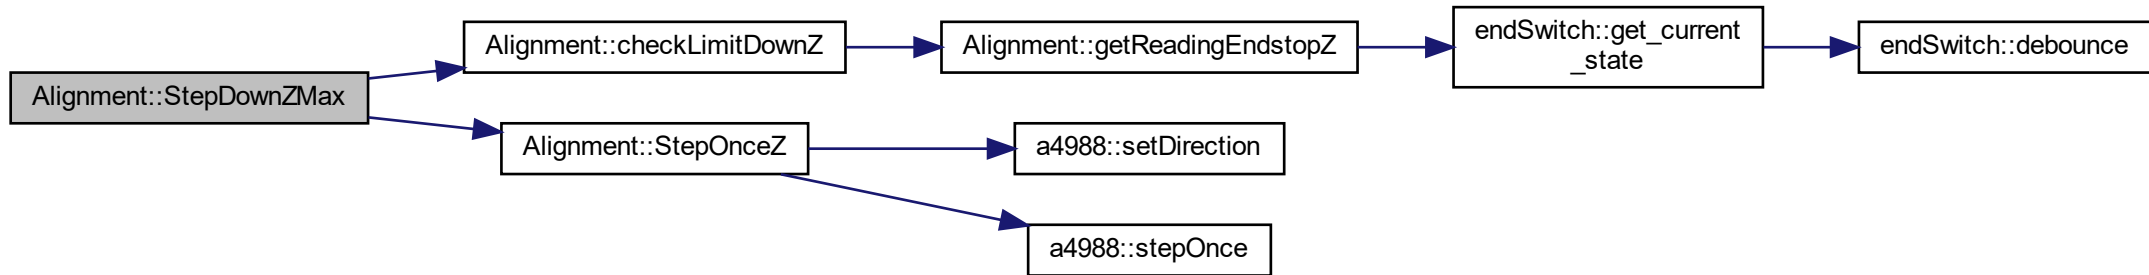 Alignment::StepDownZMax
Alignment::checkLimitDownZ
Alignment::getReadingEndstopZ
endSwitch::get_current
_state
endSwitch::debounce
Alignment::StepOnceZ
a4988::setDirection
a4988::stepOnce